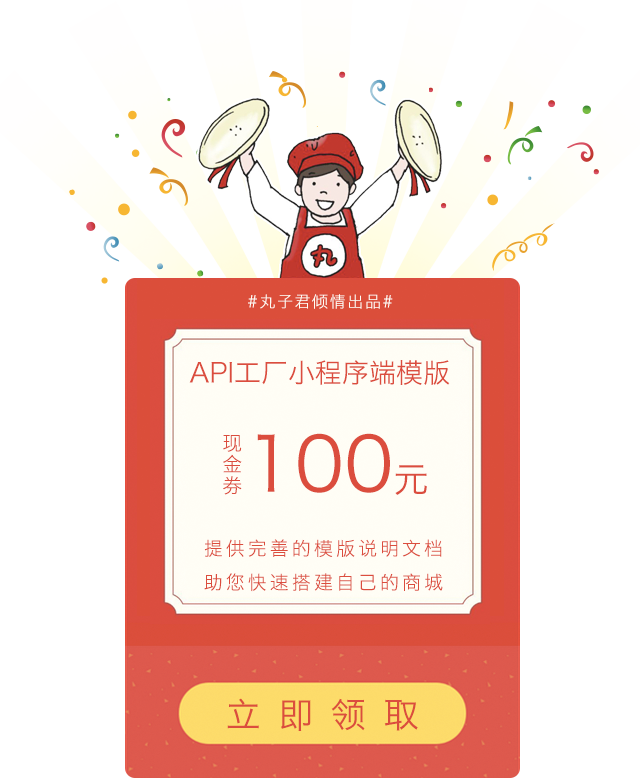 丸
#丸子君倾情出品#
API工厂小程序端模版
现金券
100元
提供完善的模版说明文档
助您快速搭建自己的商城
立即领取